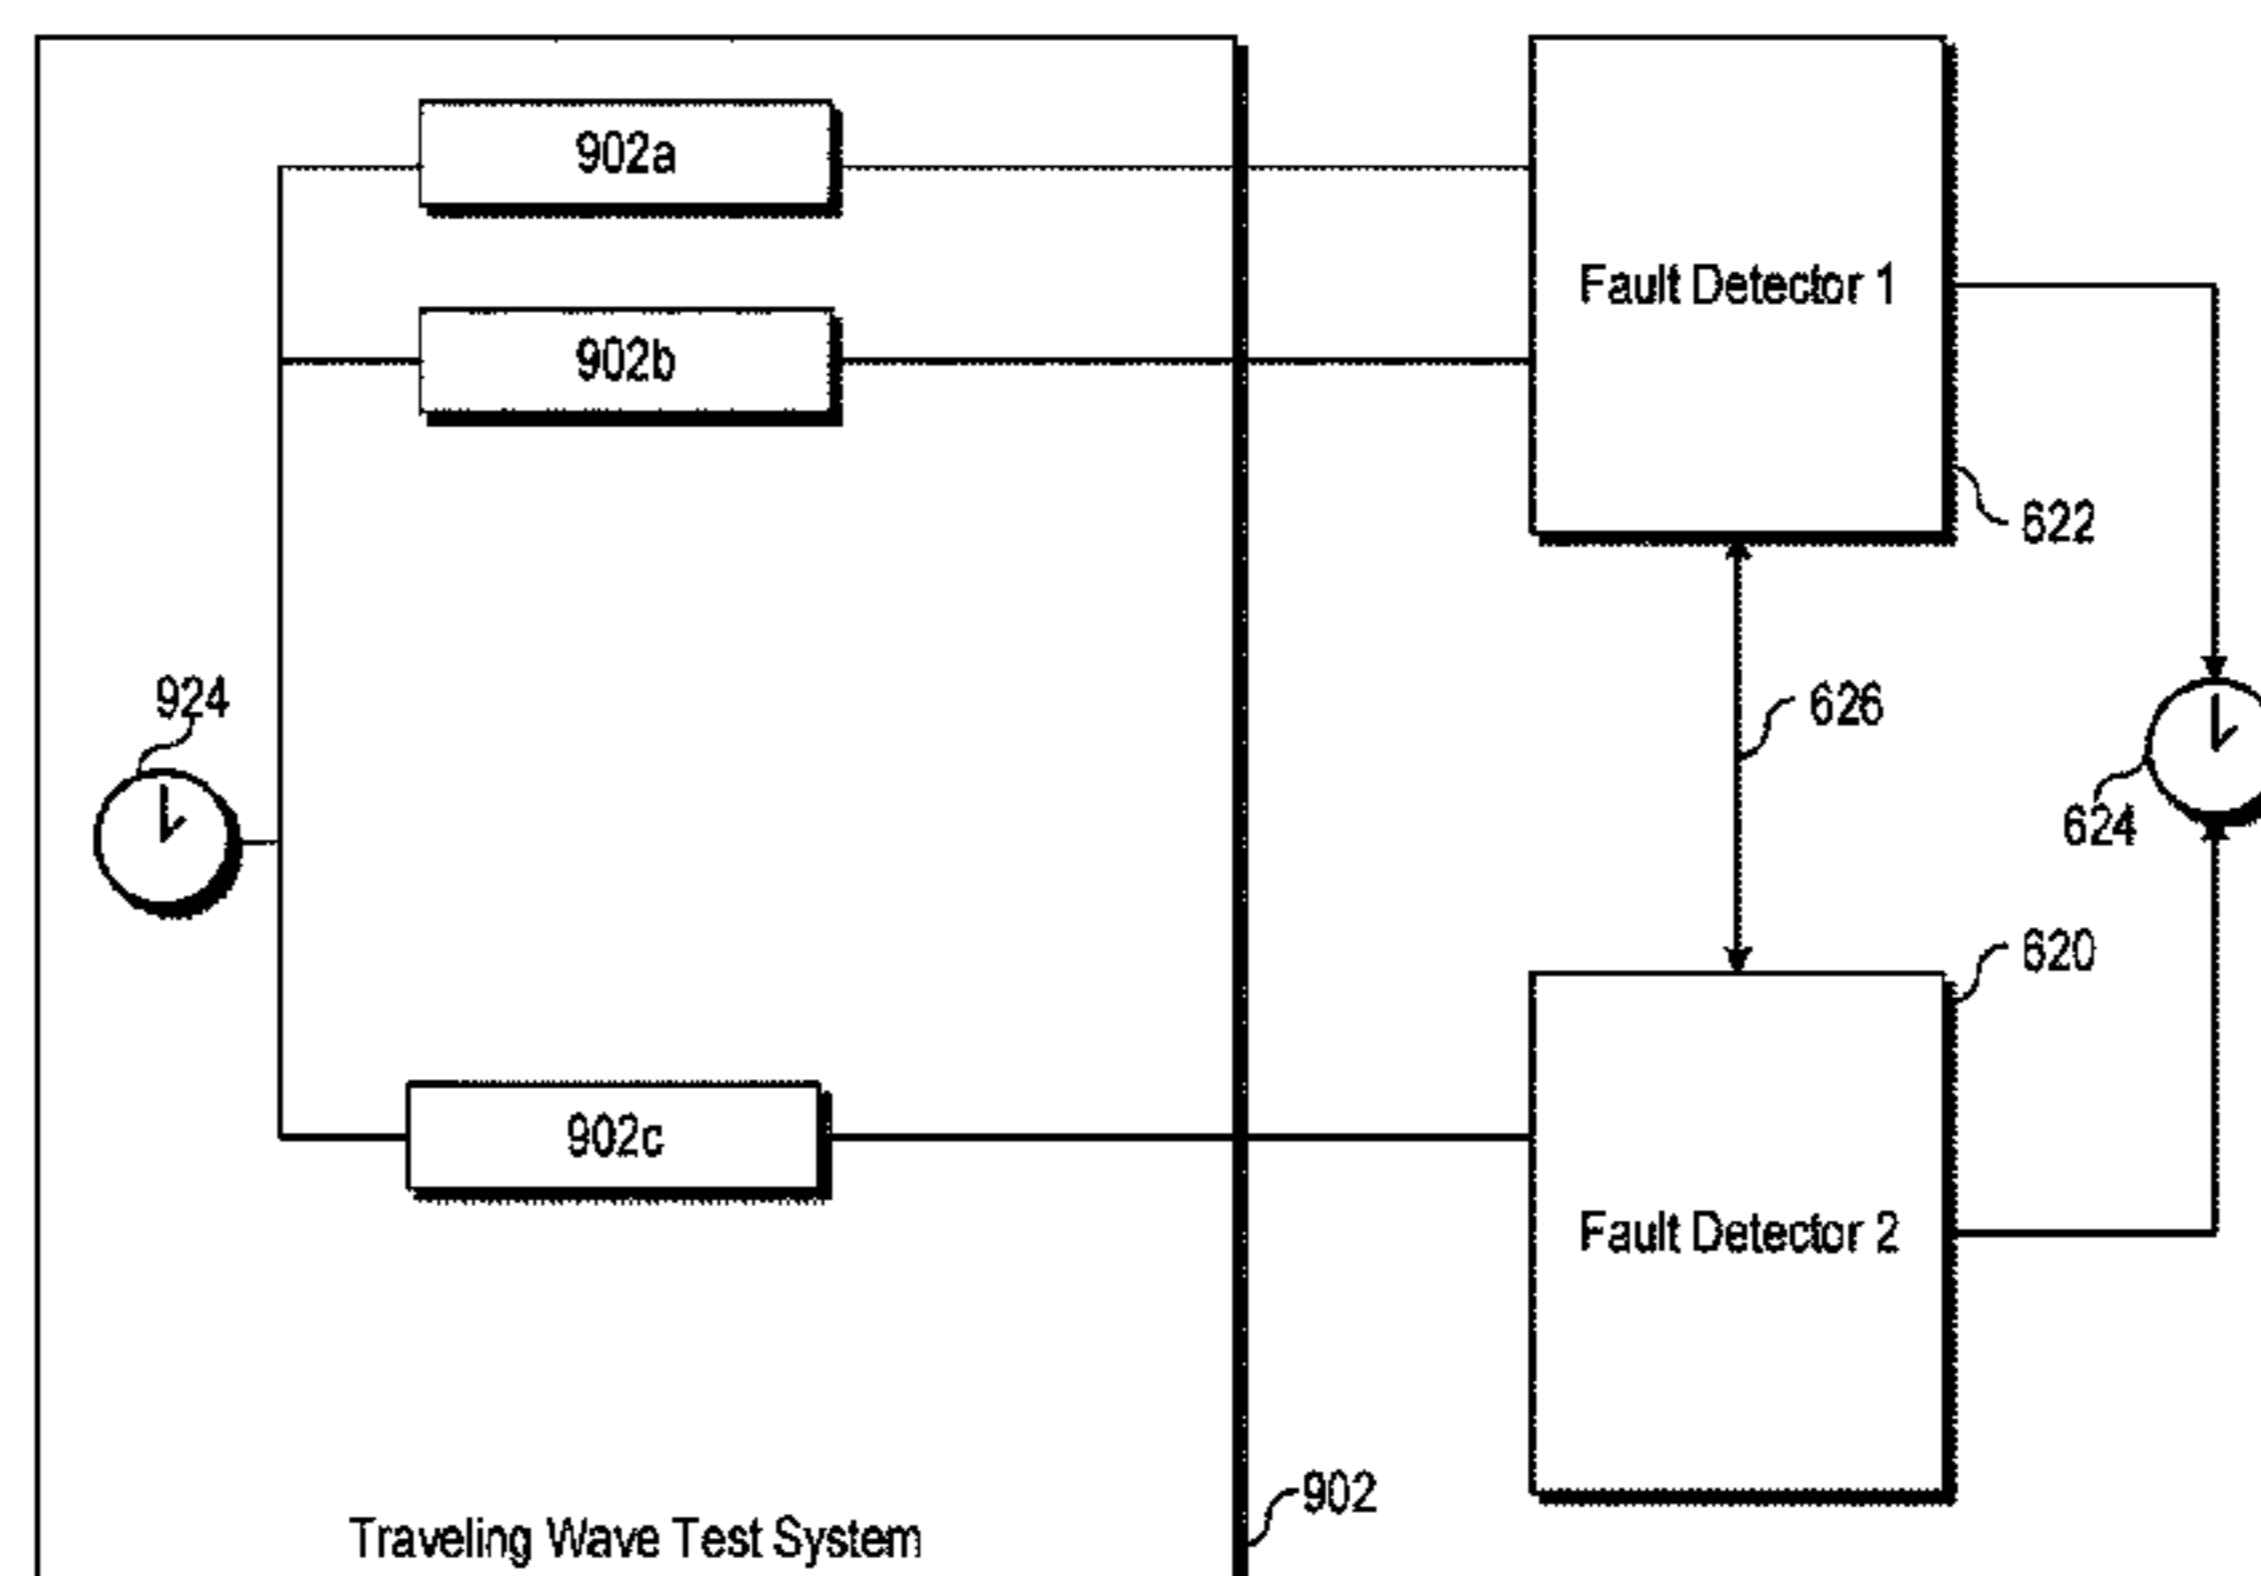 902a
Fault Detector 1
902b
622
924
626
624
620
902c
Fault Detector 2
902
Traveling Wave Test System